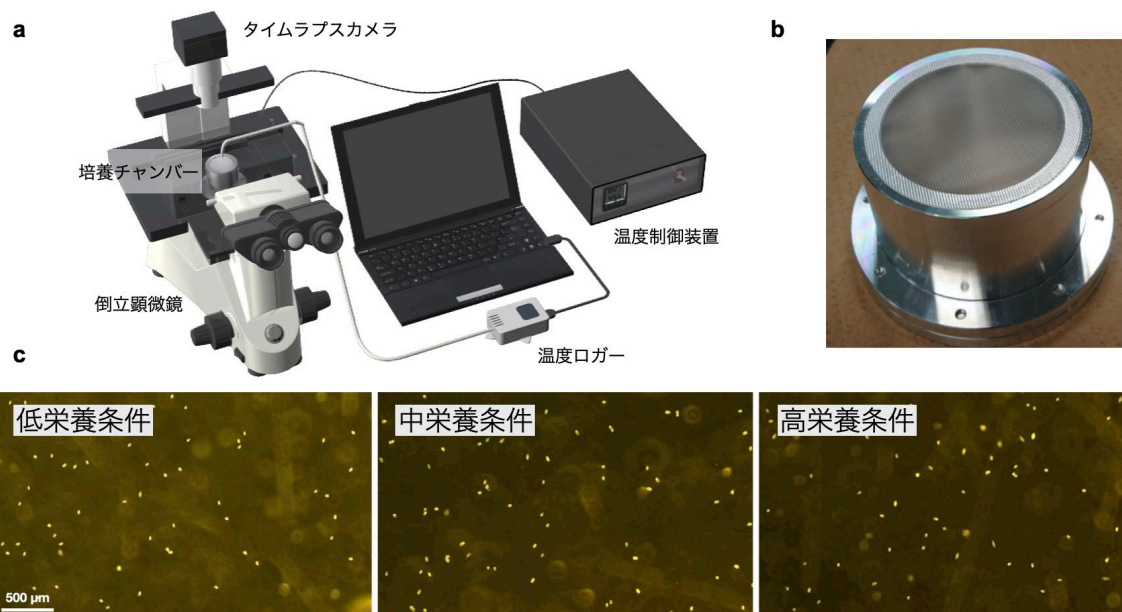 a
タイムラプスカメラ
b
培養チャンバー
温度制御装置
倒立顕微鏡
温度ロガー
c
低栄養条件
中栄養条件
高栄養条件
500 µm